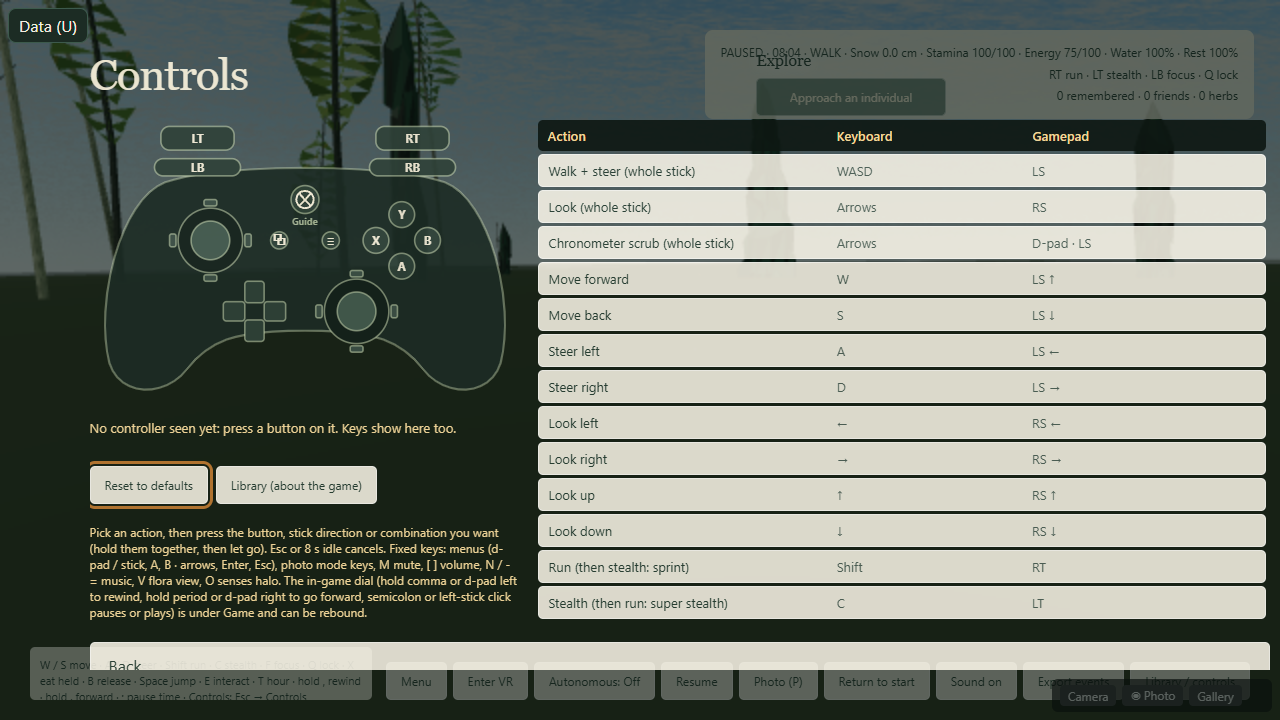 Data (U)
Controls
PAUSED · 08:04 · WALK · Snow 0.0 cm · Stamina 100/100 · Energy 75/100 · Water 100% · Rest 100%
RT run · LT stealth · LB focus · Q lock
0 remembered · 0 friends · 0 herbs
Explore
Approach an individual
LT
RT
LB
RB
Guide
Y
X
B
A
Action Keyboard Gamepad
Walk + steer (whole stick) WASD LS
Look (whole stick) Arrows RS
Chronometer scrub (whole stick) Arrows D-pad · LS
Move forward W LS ↑
Move back S LS ↓
Steer left A LS ←
Steer right D LS →
Look left ← RS ←
Look right → RS →
Look up ↑ RS ↑
Look down ↓ RS ↓
Run (then stealth: sprint) Shift RT
Stealth (then run: super stealth) C LT
No controller seen yet: press a button on it. Keys show here too.
Reset to defaults
Library (about the game)
Pick an action, then press the button, stick direction or combination you want
(hold them together, then let go). Esc or 8 s idle cancels. Fixed keys: menus (d-
pad / stick, A, B · arrows, Enter, Esc), photo mode keys, M mute, [ ] volume, N / -
= music, V flora view, O senses halo. The in-game dial (hold comma or d-pad left
to rewind, hold period or d-pad right to go forward, semicolon or left-stick click
pauses or plays) is under Game and can be rebound.
Back
W / S move
eat held · B release · Space jump · E interact · T hour · hold , rewind
· hold . forward · ; pause time · Controls: Esc → Controls
Menu
Enter VR
Autonomous: Off
Resume
Photo (P)
Return to start
Sound on
Export events
Library / controls
Camera
◉ Photo
Gallery